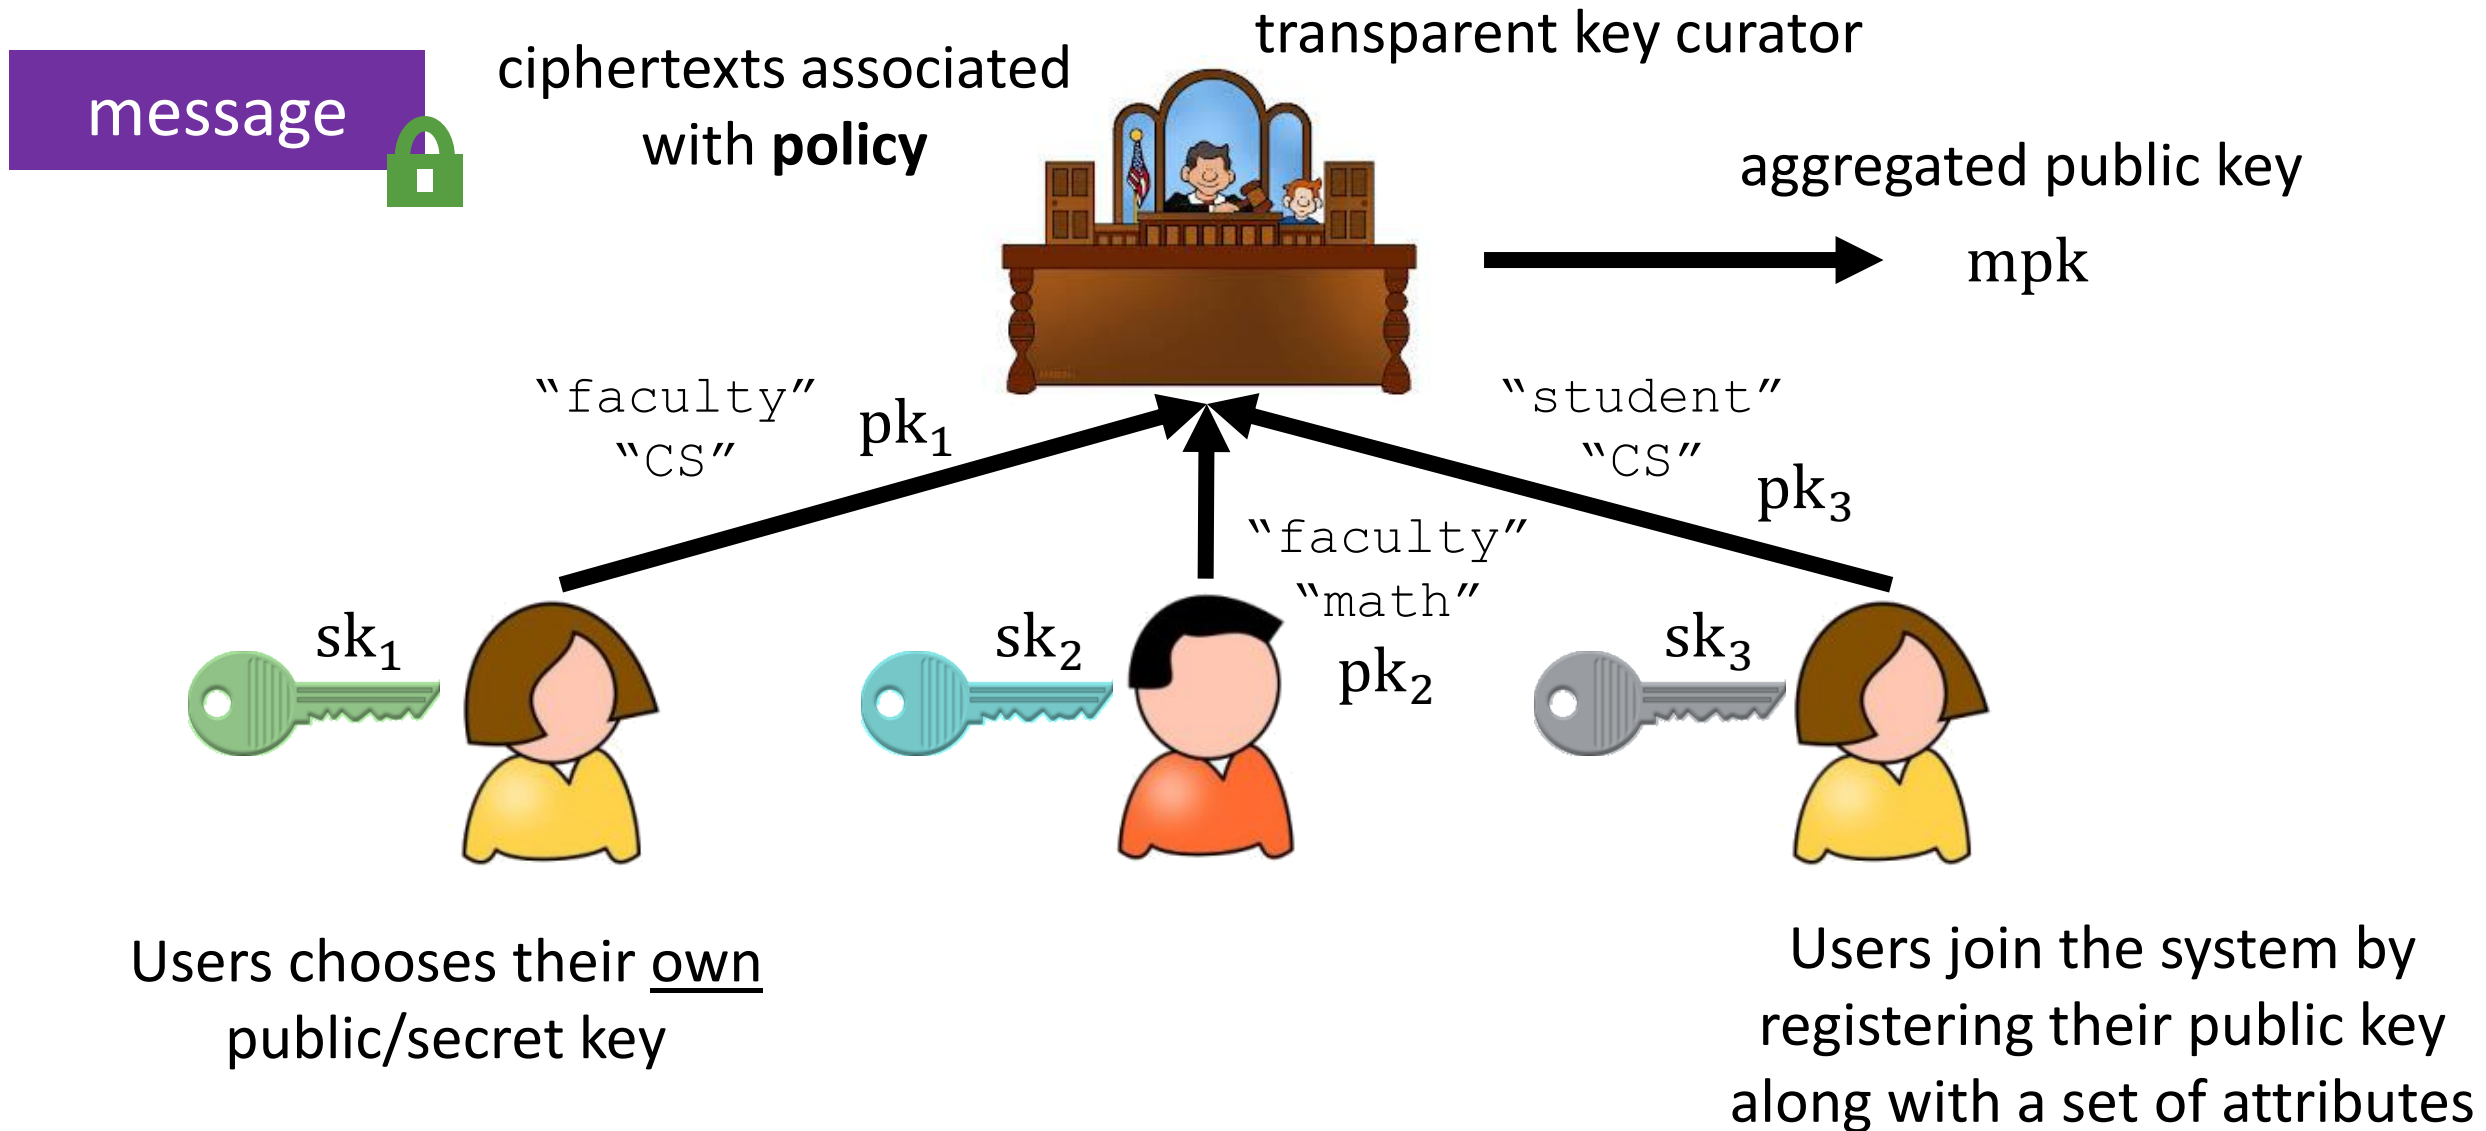 message
ciphertexts associated
with policy
transparent key curator
aggregated public key
mpk
“faculty”
“CS”
pk₁
“student”
“CS”
pk₃
“faculty”
“math”
pk₂
sk₁
sk₂
sk₃
Users chooses their own
public/secret key
Users join the system by
registering their public key
along with a set of attributes